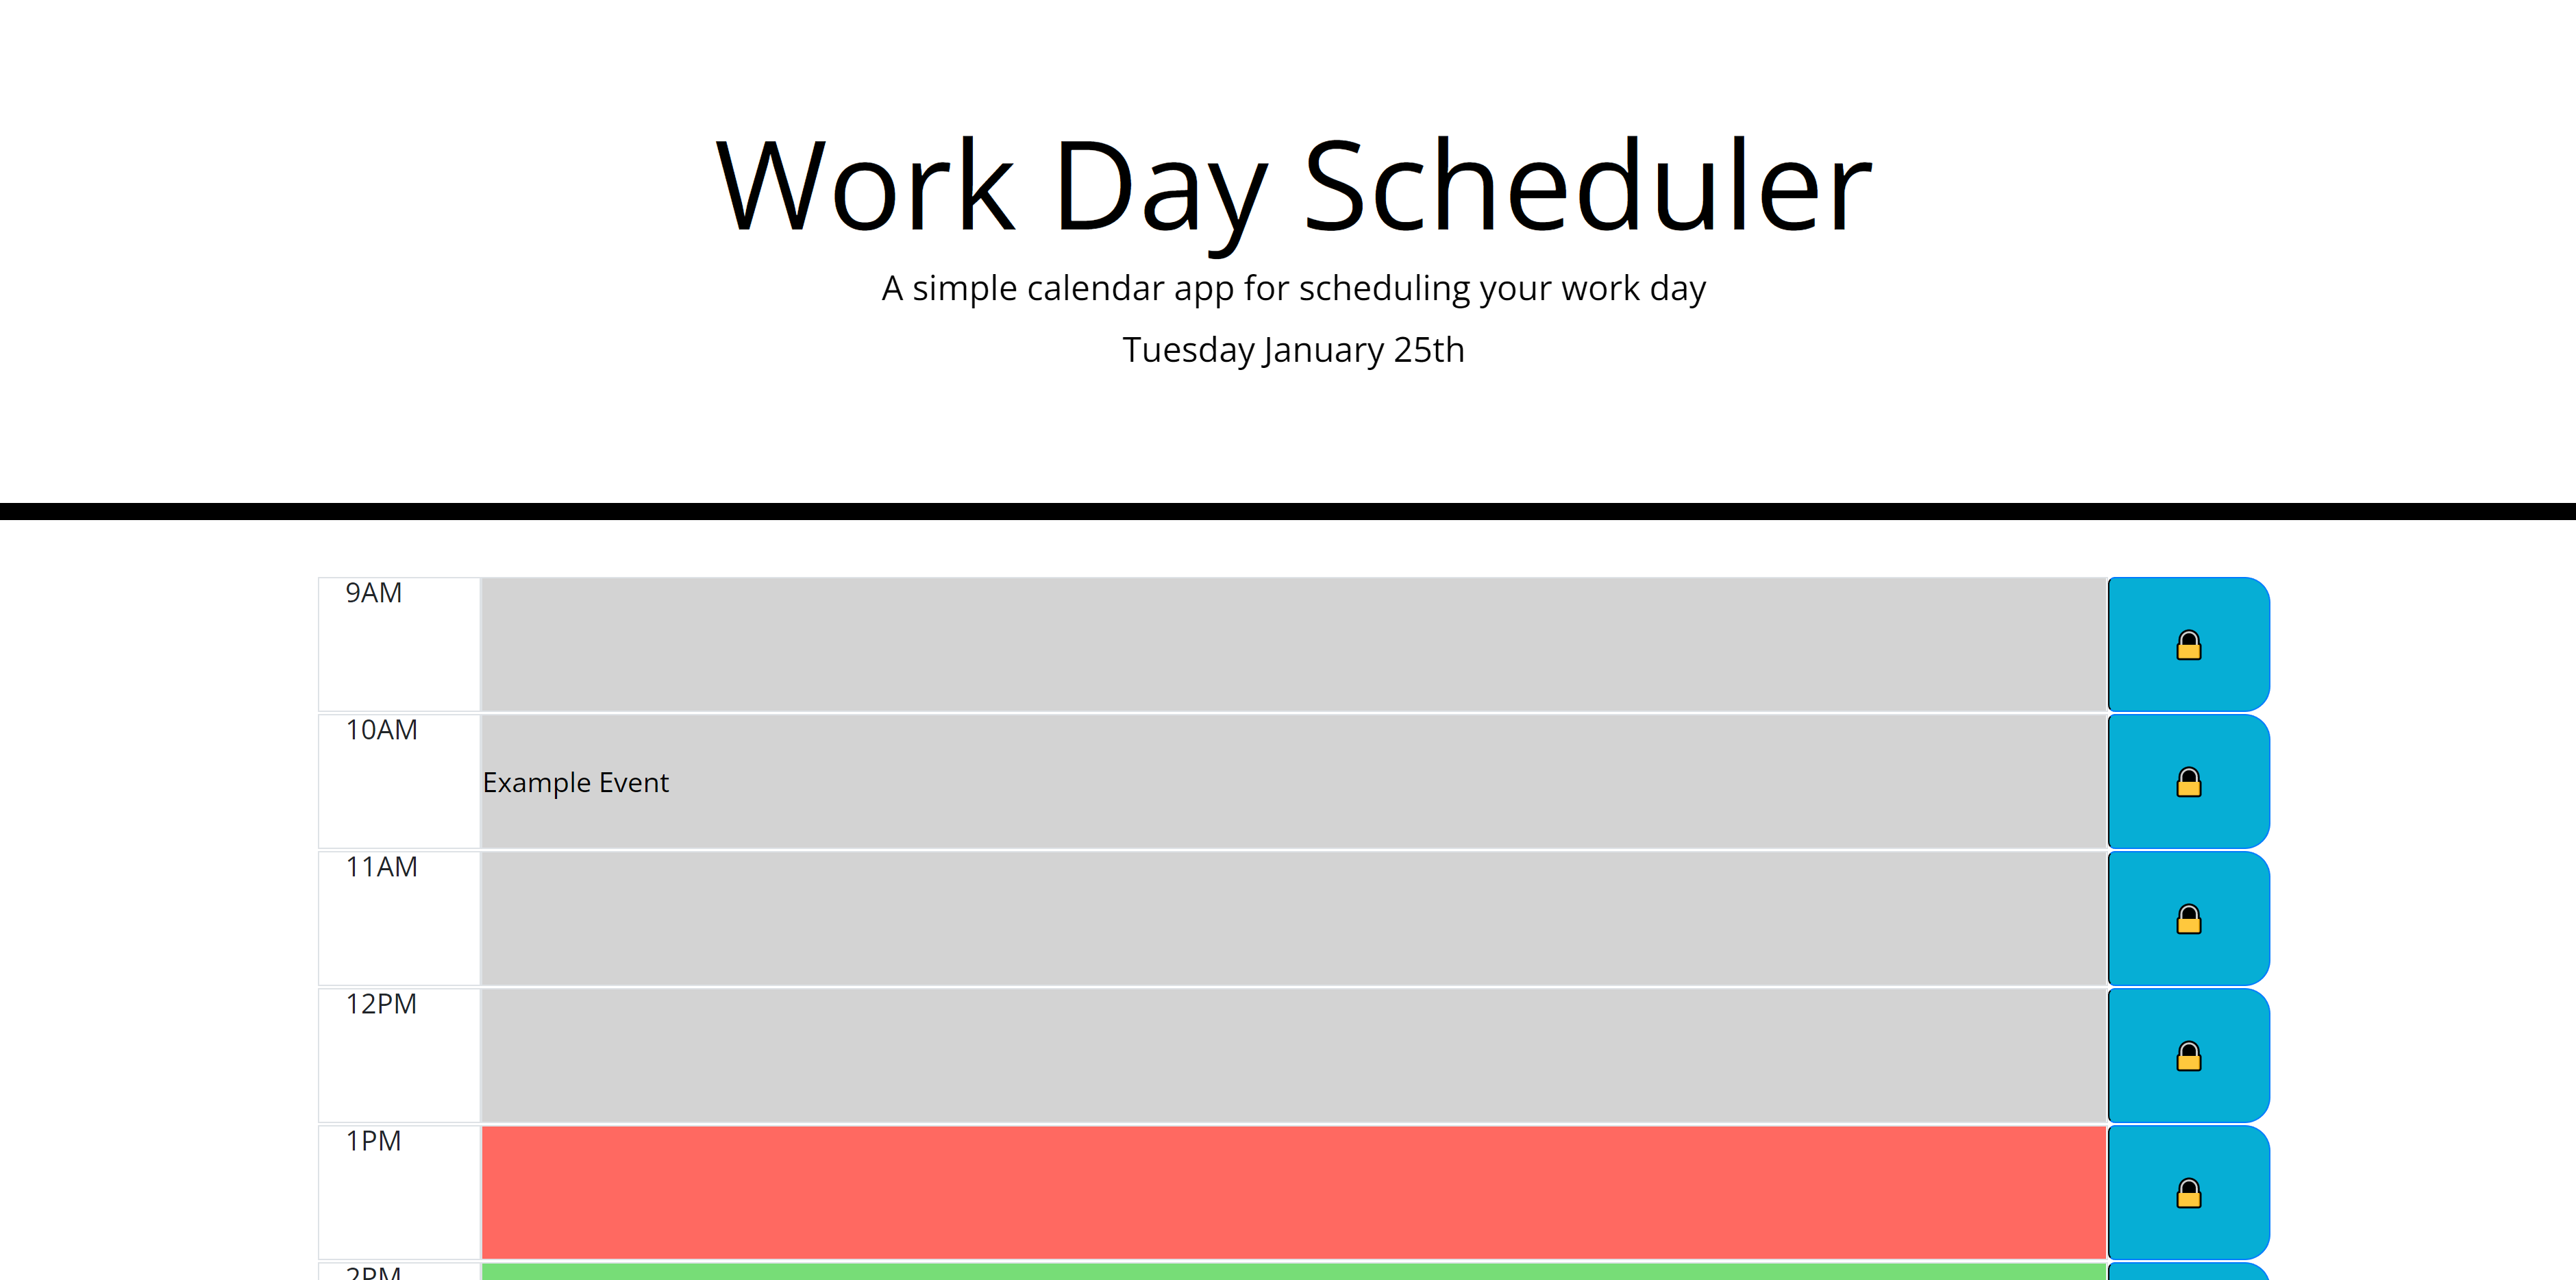 Work Day Scheduler
A simple calendar app for scheduling your work day
Tuesday January 25th
9AM
10AM
Example Event
11AM
12PM
1PM
2PM